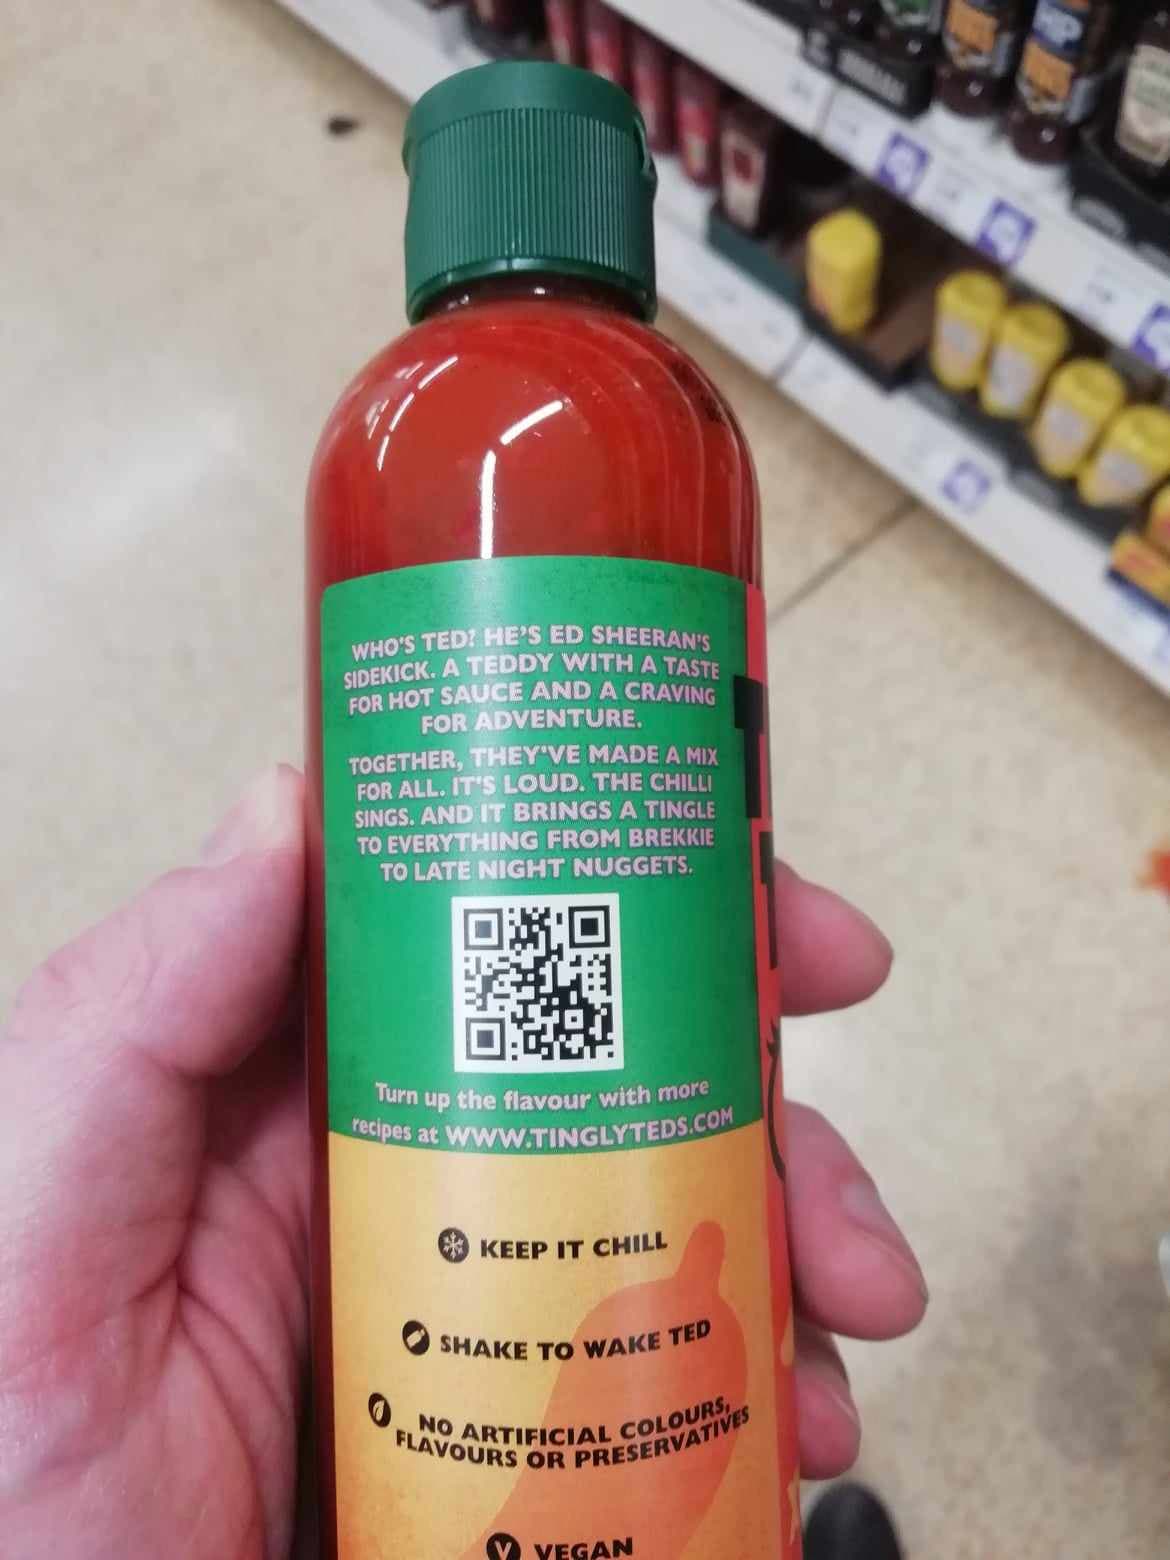 WHO'S TED? HE'S ED SHEERAN'S
SIDEKICK. A TEDDY WITH A TASTE
FOR HOT SAUCE AND A CRAVING
FOR ADVENTURE.
TOGETHER, THEY'VE MADE A MIX
FOR ALL. IT'S LOUD. THE CHILLI
SINGS. AND IT BRINGS A TINGLE
TO EVERYTHING FROM BREKKIE
TO LATE NIGHT NUGGETS.
Turn up the flavour with more
recipes at WWW.TINGLYTEDS.COM
KEEP IT CHILL
SHAKE TO WAKE TED
NO ARTIFICIAL COLOURS,
FLAVOURS OR PRESERVATIVES
V VEGAN